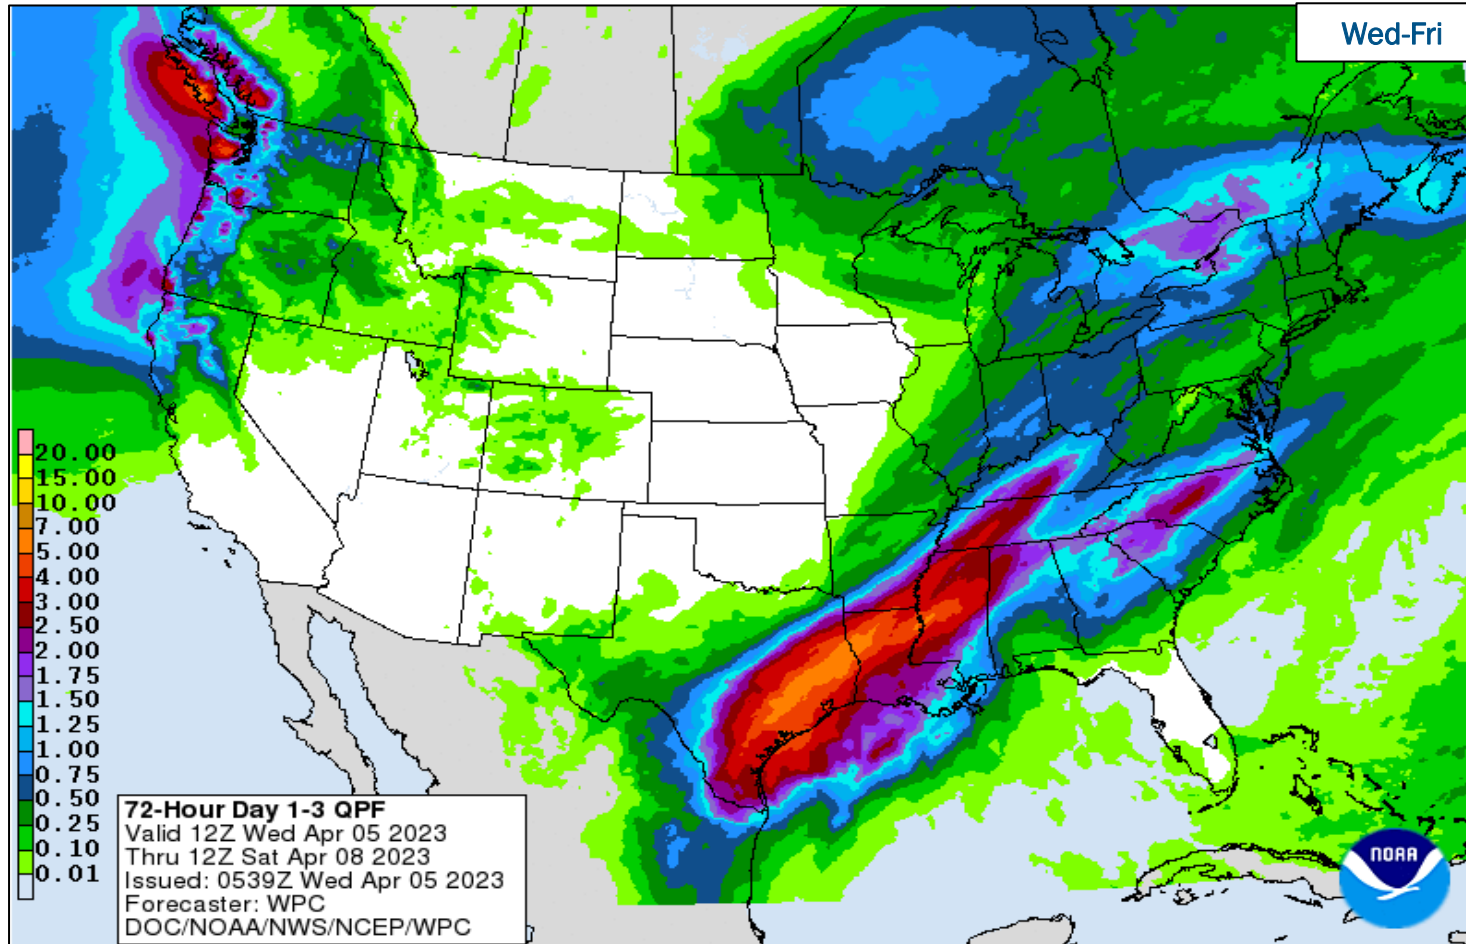 Wed-Fri
20.00
15.00
10.00
7.00
5.00
4.00
3.00
2.50
2.00
1.75
1.50
1.25
1.00
0.75
0.50
0.25
0.10
0.01
72-Hour Day 1-3 QPF
Valid 12Z Wed Apr 05 2023
Thru 12Z Sat Apr 08 2023
Issued: 0539Z Wed Apr 05 2023
Forecaster: WPC
DOC/NOAA/NWS/NCEP/WPC
NOAA